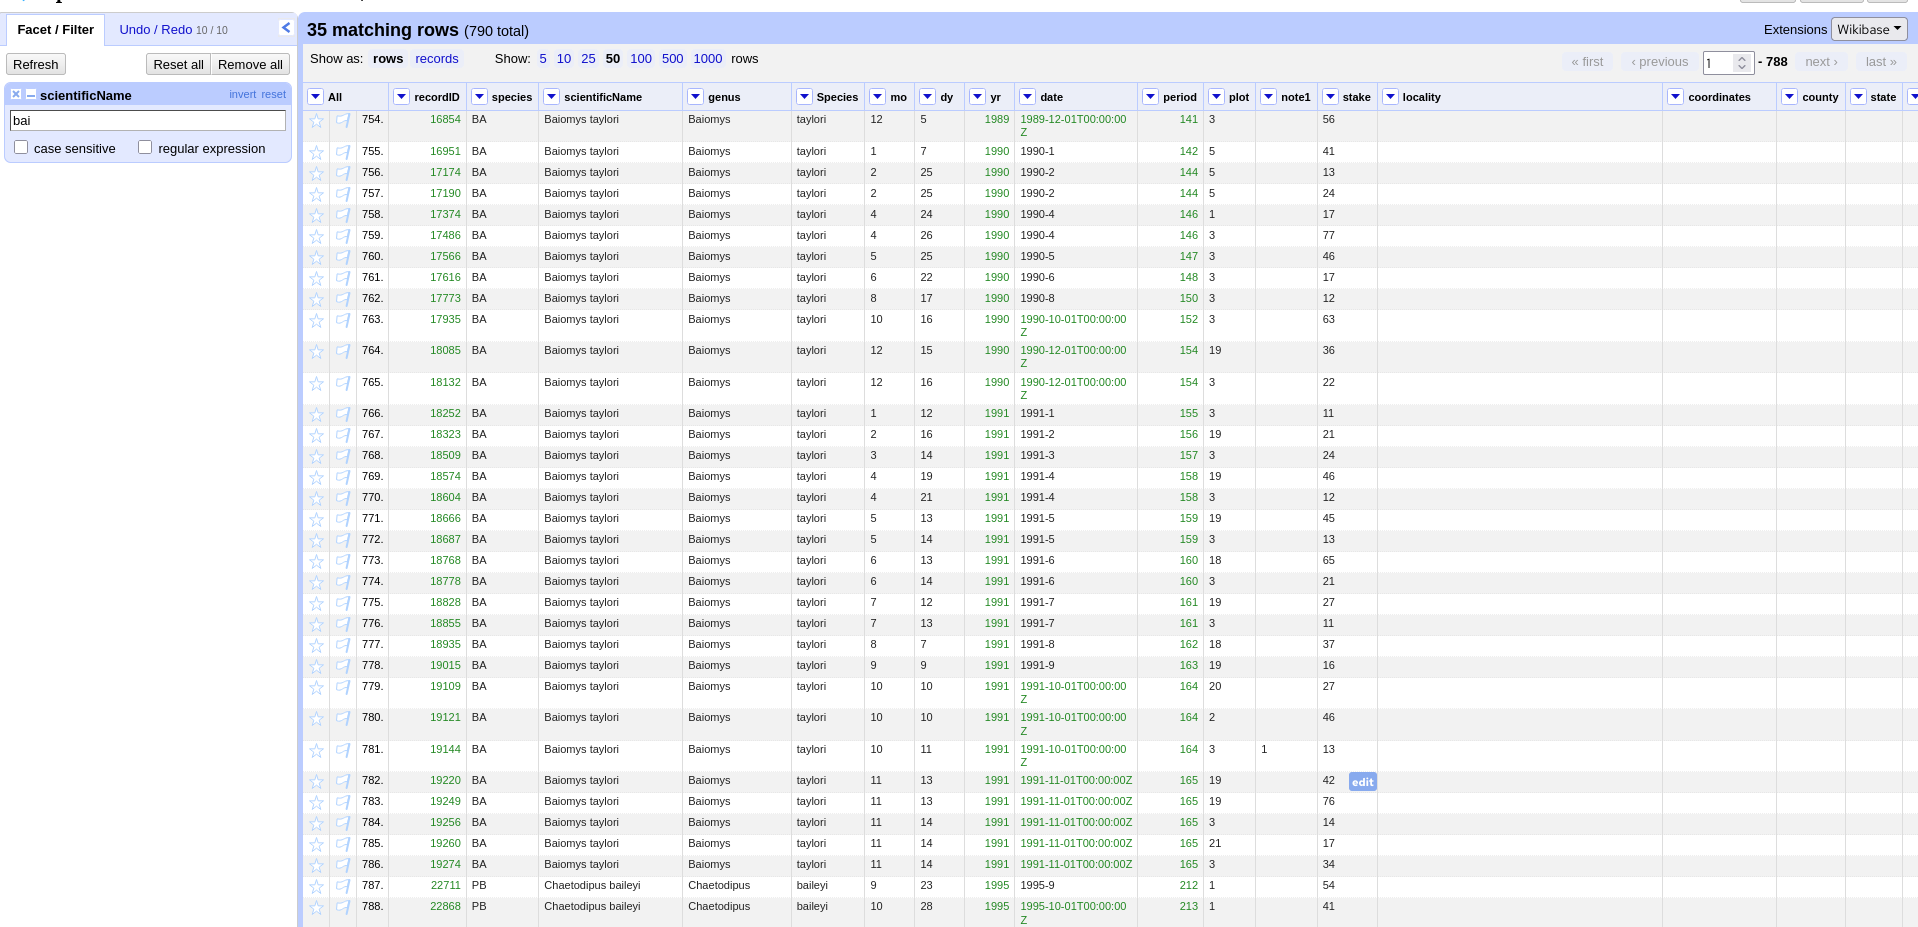 35 matching rows (790 total)
Extensions Wikibase
Facet / Filter Undo / Redo 10 / 10
Refresh Reset all Remove all
scientificName invert reset
bai
case sensitive regular expression
Show as: rows records Show: 5 10 25 50 100 500 1000 rows
« first ‹ previous 1 - 788 next › last »
All recordID species scientificName genus Species mo dy yr date period plot note1 stake locality coordinates county state
754. 16854 BA Baiomys taylori Baiomys taylori 12 5 1989 1989-12-01T00:00:00 141 3 56
Z
755. 16951 BA Baiomys taylori Baiomys taylori 1 7 1990 1990-1 142 5 41
756. 17174 BA Baiomys taylori Baiomys taylori 2 25 1990 1990-2 144 5 13
757. 17190 BA Baiomys taylori Baiomys taylori 2 25 1990 1990-2 144 5 24
758. 17374 BA Baiomys taylori Baiomys taylori 4 24 1990 1990-4 146 1 17
759. 17486 BA Baiomys taylori Baiomys taylori 4 26 1990 1990-4 146 3 77
760. 17566 BA Baiomys taylori Baiomys taylori 5 25 1990 1990-5 147 3 46
761. 17616 BA Baiomys taylori Baiomys taylori 6 22 1990 1990-6 148 3 17
762. 17773 BA Baiomys taylori Baiomys taylori 8 17 1990 1990-8 150 3 12
763. 17935 BA Baiomys taylori Baiomys taylori 10 16 1990 1990-10-01T00:00:00 152 3 63
Z
764. 18085 BA Baiomys taylori Baiomys taylori 12 15 1990 1990-12-01T00:00:00 154 19 36
Z
765. 18132 BA Baiomys taylori Baiomys taylori 12 16 1990 1990-12-01T00:00:00 154 3 22
Z
766. 18252 BA Baiomys taylori Baiomys taylori 1 12 1991 1991-1 155 3 11
767. 18323 BA Baiomys taylori Baiomys taylori 2 16 1991 1991-2 156 19 21
768. 18509 BA Baiomys taylori Baiomys taylori 3 14 1991 1991-3 157 3 24
769. 18574 BA Baiomys taylori Baiomys taylori 4 19 1991 1991-4 158 19 46
770. 18604 BA Baiomys taylori Baiomys taylori 4 21 1991 1991-4 158 3 12
771. 18666 BA Baiomys taylori Baiomys taylori 5 13 1991 1991-5 159 19 45
772. 18687 BA Baiomys taylori Baiomys taylori 5 14 1991 1991-5 159 3 13
773. 18768 BA Baiomys taylori Baiomys taylori 6 13 1991 1991-6 160 18 65
774. 18778 BA Baiomys taylori Baiomys taylori 6 14 1991 1991-6 160 3 21
775. 18828 BA Baiomys taylori Baiomys taylori 7 12 1991 1991-7 161 19 27
776. 18855 BA Baiomys taylori Baiomys taylori 7 13 1991 1991-7 161 3 11
777. 18935 BA Baiomys taylori Baiomys taylori 8 7 1991 1991-8 162 18 37
778. 19015 BA Baiomys taylori Baiomys taylori 9 9 1991 1991-9 163 19 16
779. 19109 BA Baiomys taylori Baiomys taylori 10 10 1991 1991-10-01T00:00:00 164 20 27
Z
780. 19121 BA Baiomys taylori Baiomys taylori 10 10 1991 1991-10-01T00:00:00 164 2 46
Z
781. 19144 BA Baiomys taylori Baiomys taylori 10 11 1991 1991-10-01T00:00:00 164 3 1 13
Z
782. 19220 BA Baiomys taylori Baiomys taylori 11 13 1991 1991-11-01T00:00:00Z 165 19 42 edit
783. 19249 BA Baiomys taylori Baiomys taylori 11 13 1991 1991-11-01T00:00:00Z 165 19 76
784. 19256 BA Baiomys taylori Baiomys taylori 11 14 1991 1991-11-01T00:00:00Z 165 3 14
785. 19260 BA Baiomys taylori Baiomys taylori 11 14 1991 1991-11-01T00:00:00Z 165 21 17
786. 19274 BA Baiomys taylori Baiomys taylori 11 14 1991 1991-11-01T00:00:00Z 165 3 34
787. 22711 PB Chaetodipus baileyi Chaetodipus baileyi 9 23 1995 1995-9 212 1 54
788. 22868 PB Chaetodipus baileyi Chaetodipus baileyi 10 28 1995 1995-10-01T00:00:00 213 1 41
Z